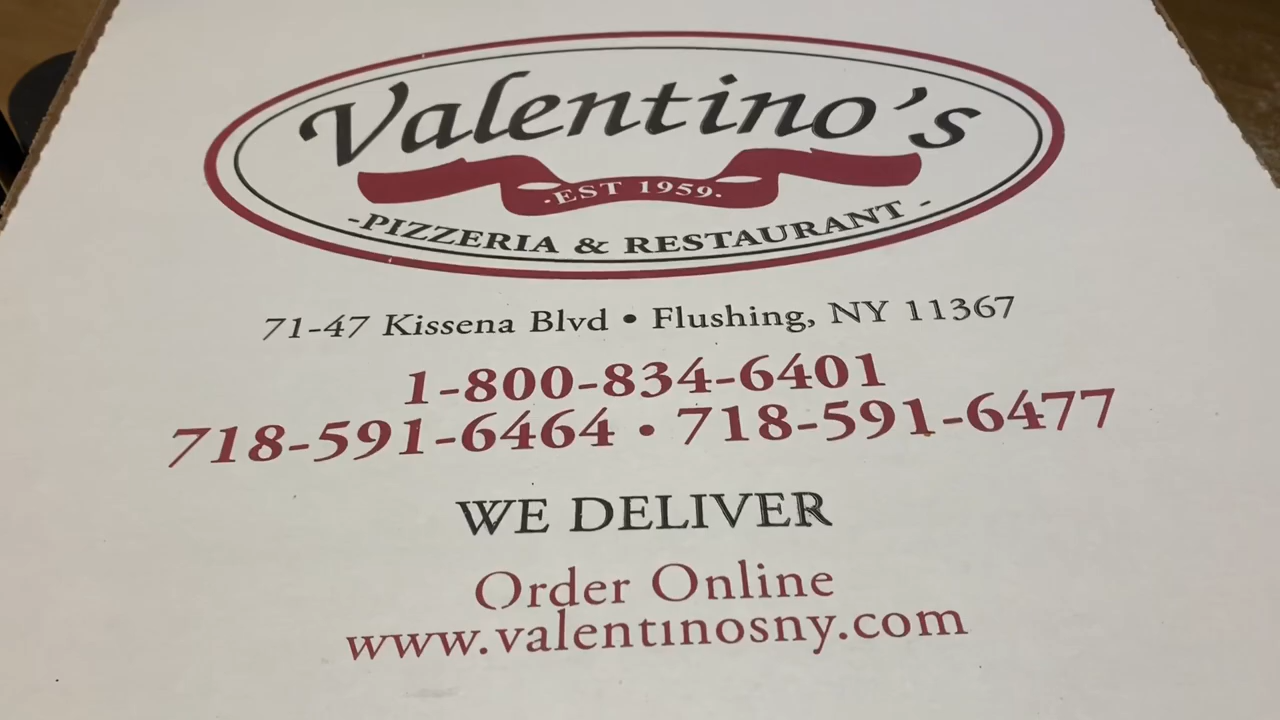 Valentino's
·EST 1959·
-PIZZERIA & RESTAURANT-
71-47 Kissena Blvd • Flushing, NY 11367
1-800-834-6401
718-591-6464 • 718-591-6477
WE DELIVER
Order Online
www.valentinosny.com